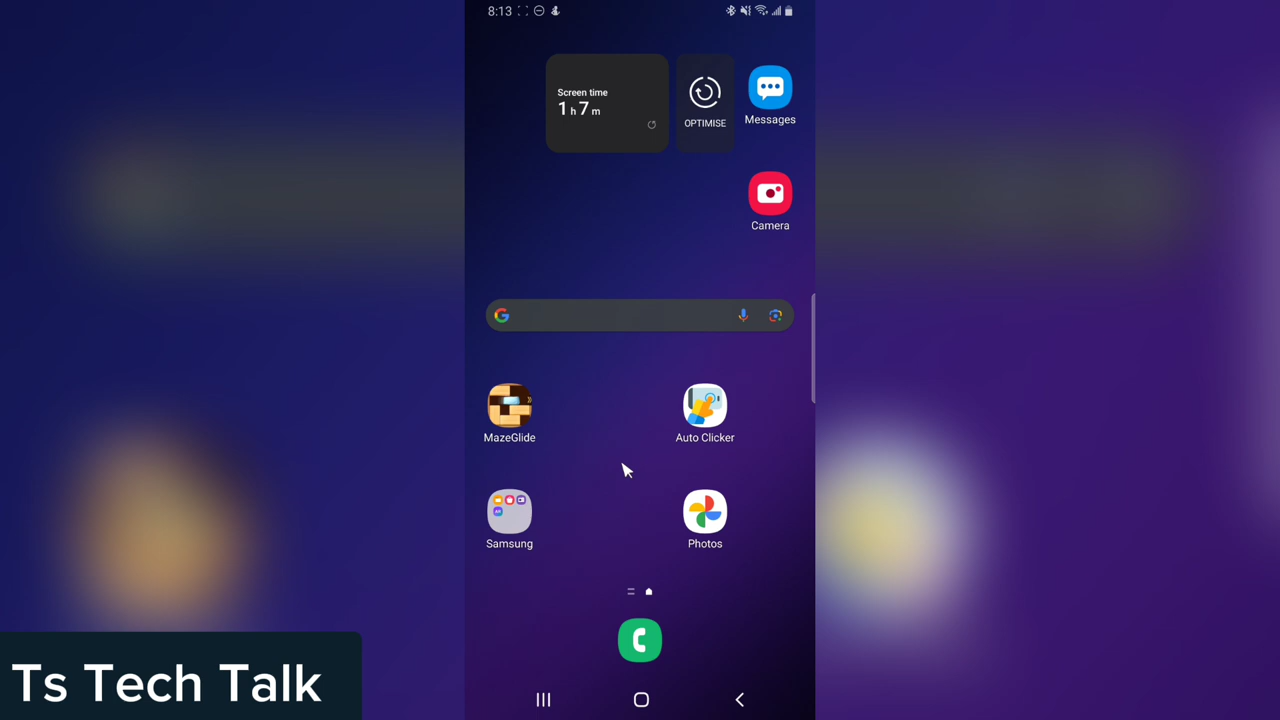 8:13
Screen time
1 h 7 m
OPTIMISE
Messages
Camera
MazeGlide
Auto Clicker
Samsung
Photos
Ts Tech Talk